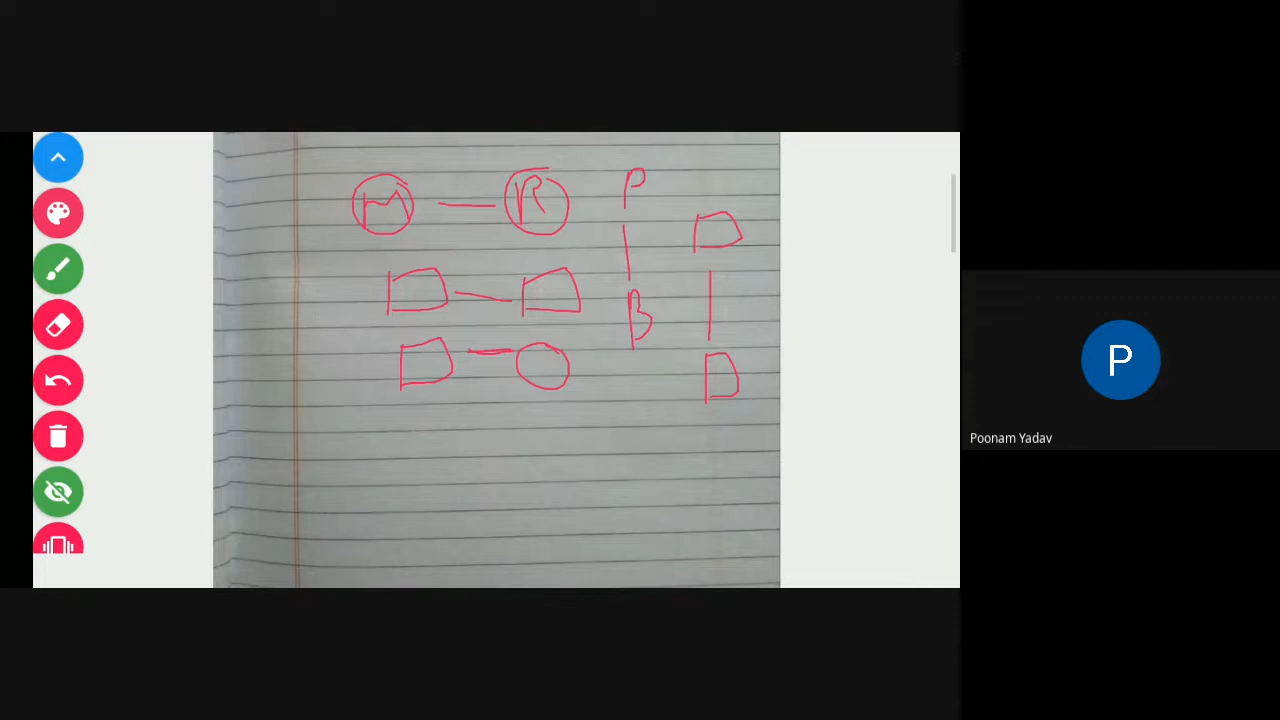 M — R
P
|
B
D — D
D — O
D
|
D
P
Poonam Yadav